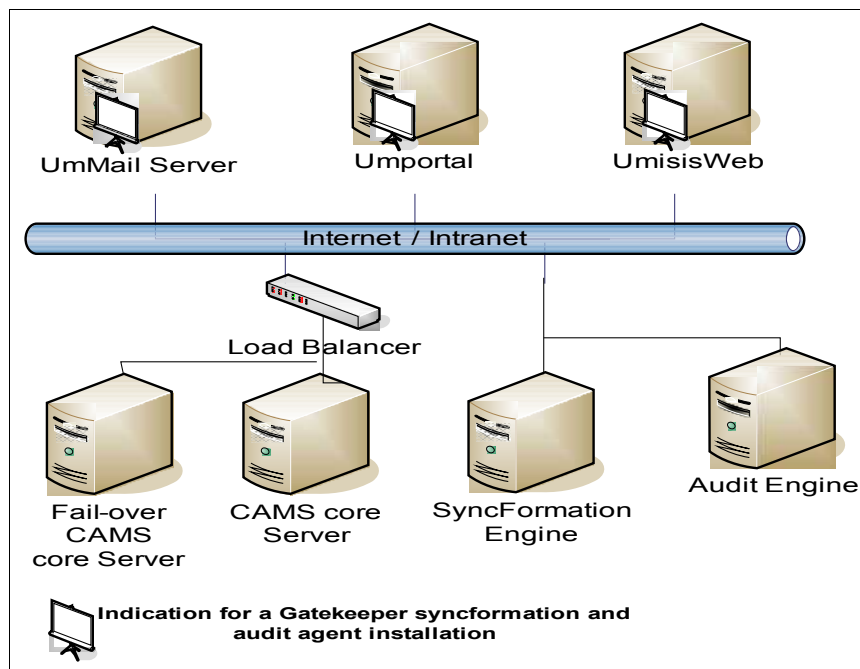 UmMail Server
Umportal
UmisisWeb
Internet / Intranet
Load Balancer
Fail-over
CAMS
core Server
CAMS core
Server
SyncFormation
Engine
Audit Engine
Indication for a Gatekeeper syncformation and
audit agent installation